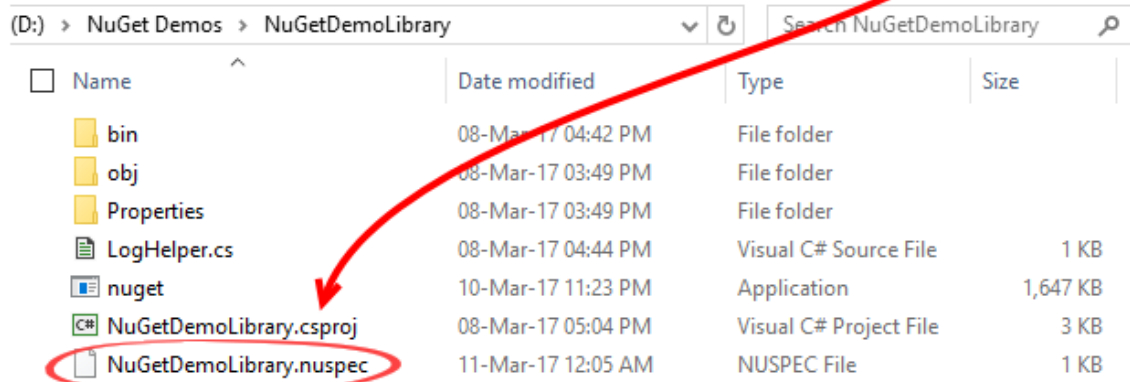 (D:) > NuGet Demos > NuGetDemoLibrary Search NuGetDemoLibrary
Name Date modified Type Size
bin 08-Mar-17 04:42 PM File folder
obj 08-Mar-17 03:49 PM File folder
Properties 08-Mar-17 03:49 PM File folder
LogHelper.cs 08-Mar-17 04:44 PM Visual C# Source File 1 KB
nuget 10-Mar-17 11:23 PM Application 1,647 KB
C# NuGetDemoLibrary.csproj 08-Mar-17 05:04 PM Visual C# Project File 3 KB
NuGetDemoLibrary.nuspec 11-Mar-17 12:05 AM NUSPEC File 1 KB